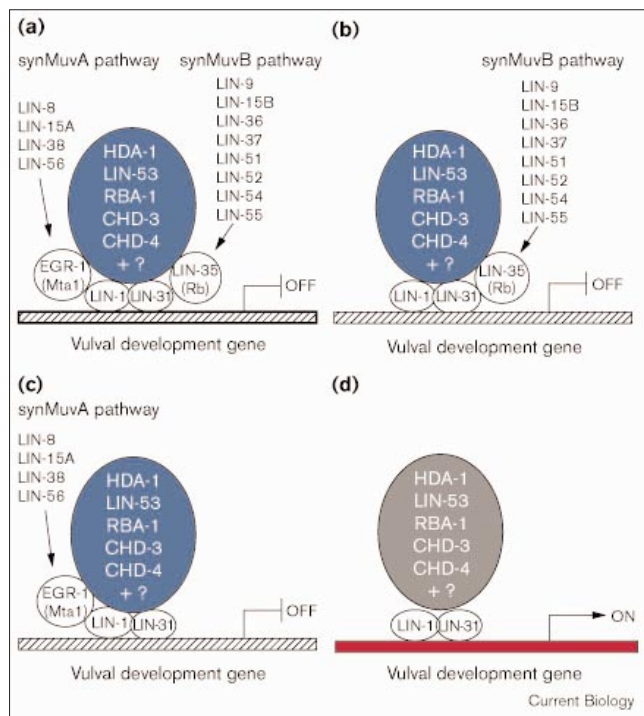 (a)
synMuvA pathway
synMuvB pathway
LIN-8
LIN-15A
LIN-38
LIN-56
LIN-9
LIN-15B
LIN-36
LIN-37
LIN-51
LIN-52
LIN-54
LIN-55
HDA-1
LIN-53
RBA-1
CHD-3
CHD-4
+ ?
EGR-1
(Mta1)
LIN-1
LIN-31
LIN-35
(Rb)
OFF
Vulval development gene
(b)
synMuvB pathway
LIN-9
LIN-15B
LIN-36
LIN-37
LIN-51
LIN-52
LIN-54
LIN-55
HDA-1
LIN-53
RBA-1
CHD-3
CHD-4
+ ?
LIN-1
LIN-31
LIN-35
(Rb)
OFF
Vulval development gene
(c)
synMuvA pathway
LIN-8
LIN-15A
LIN-38
LIN-56
HDA-1
LIN-53
RBA-1
CHD-3
CHD-4
+ ?
EGR-1
(Mta1)
LIN-1
LIN-31
OFF
Vulval development gene
(d)
HDA-1
LIN-53
RBA-1
CHD-3
CHD-4
+ ?
LIN-1
LIN-31
ON
Vulval development gene
Current Biology